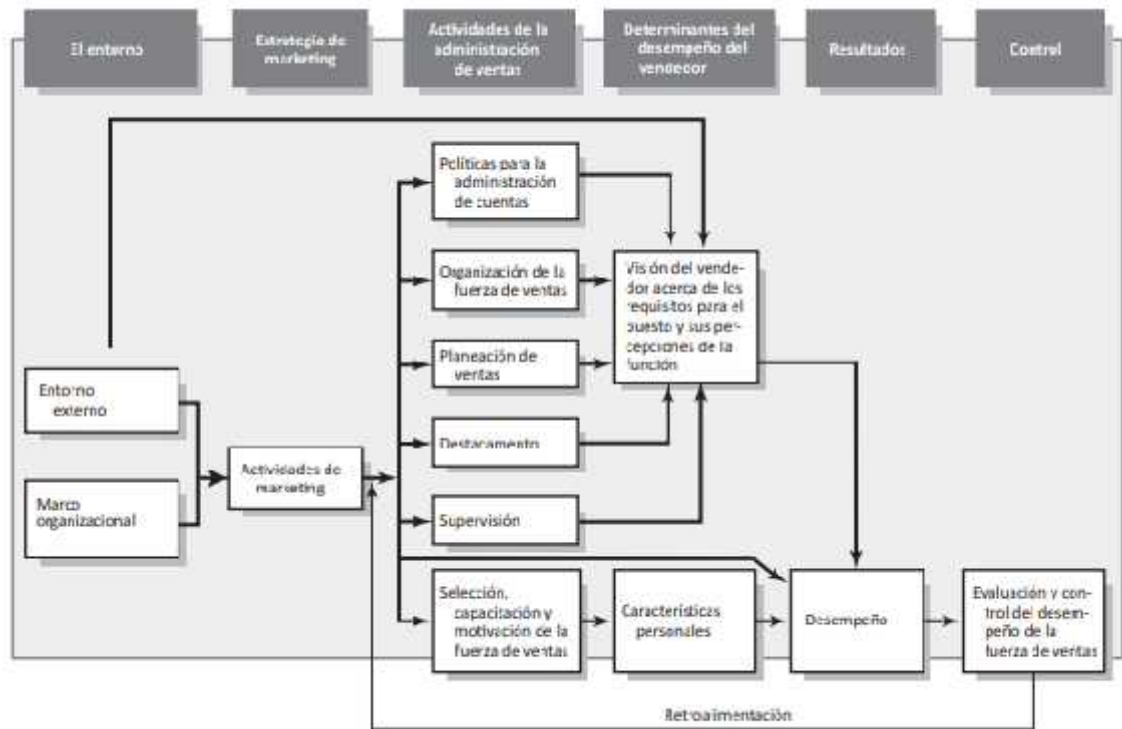 El entorno
Estrategia de
marketing
Actividades de la
administración
de ventas
Determinantes del
desempeño del
vendedor
Resultados
Control
Políticas para la
administración
de cuentas
Organización de la
fuerza de ventas
Visión del vende-
dor acerca de los
requisitos para el
puesto y sus per-
cepciones de la
función
Planeación de
ventas
Entorno
externo
Destacamento
Actividades de
marketing
Marco
organizacional
Supervisión
Selección,
capacitación y
motivación de la
fuerza de ventas
Características
personales
Desempeño
Evaluación y con-
trol del desem-
peño de la
fuerza de ventas
Retroalimentación